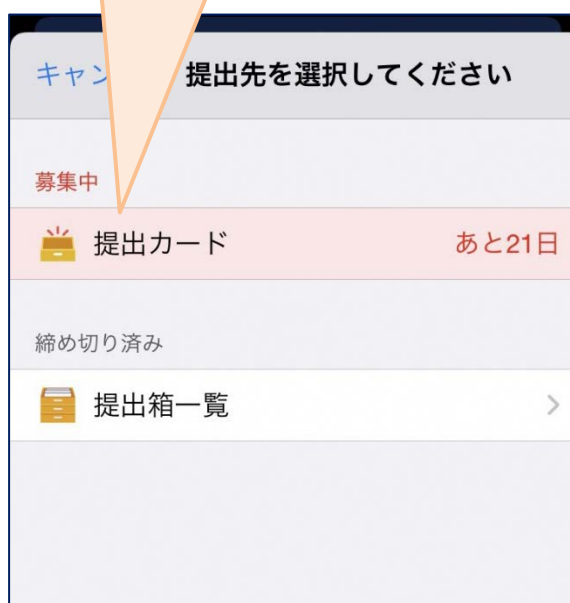 キャン
提出先を選択してください
募集中
提出カード
あと21日
締め切り済み
提出箱一覧